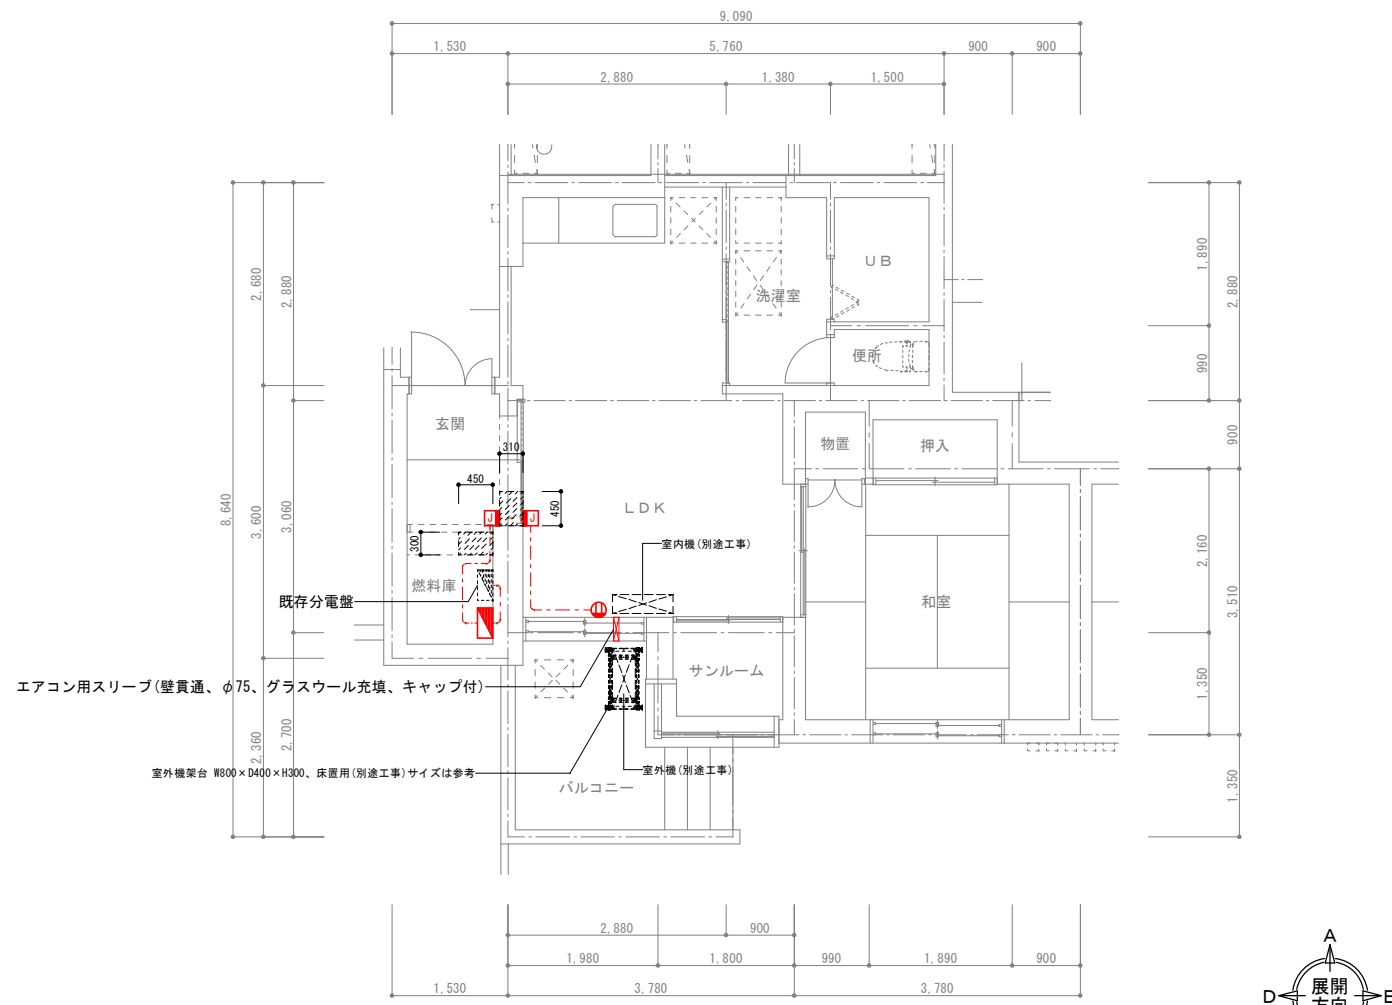 9,090
1,530
5,760
900
900
2,880
1,380
1,500
2,680
2,880
8,640
3,600
3,060
2,360
2,700
1,890
2,880
990
900
2,160
3,510
1,350
1,350
UB
洗濯室
便所
玄関
310
物置
押入
450
450
LDK
J
J
300
室内機(別途工事)
燃料庫
既存分電盤
和室
サンルーム
エアコン用スリーブ(壁貫通、φ75、グラスウール充填、キャップ付)
室外機架台 W800×D400×H300、床置用(別途工事)サイズは参考
室外機(別途工事)
バルコニー
2,880
900
1,980
1,800
990
1,890
900
1,530
3,780
3,780
A
D
展開
方向